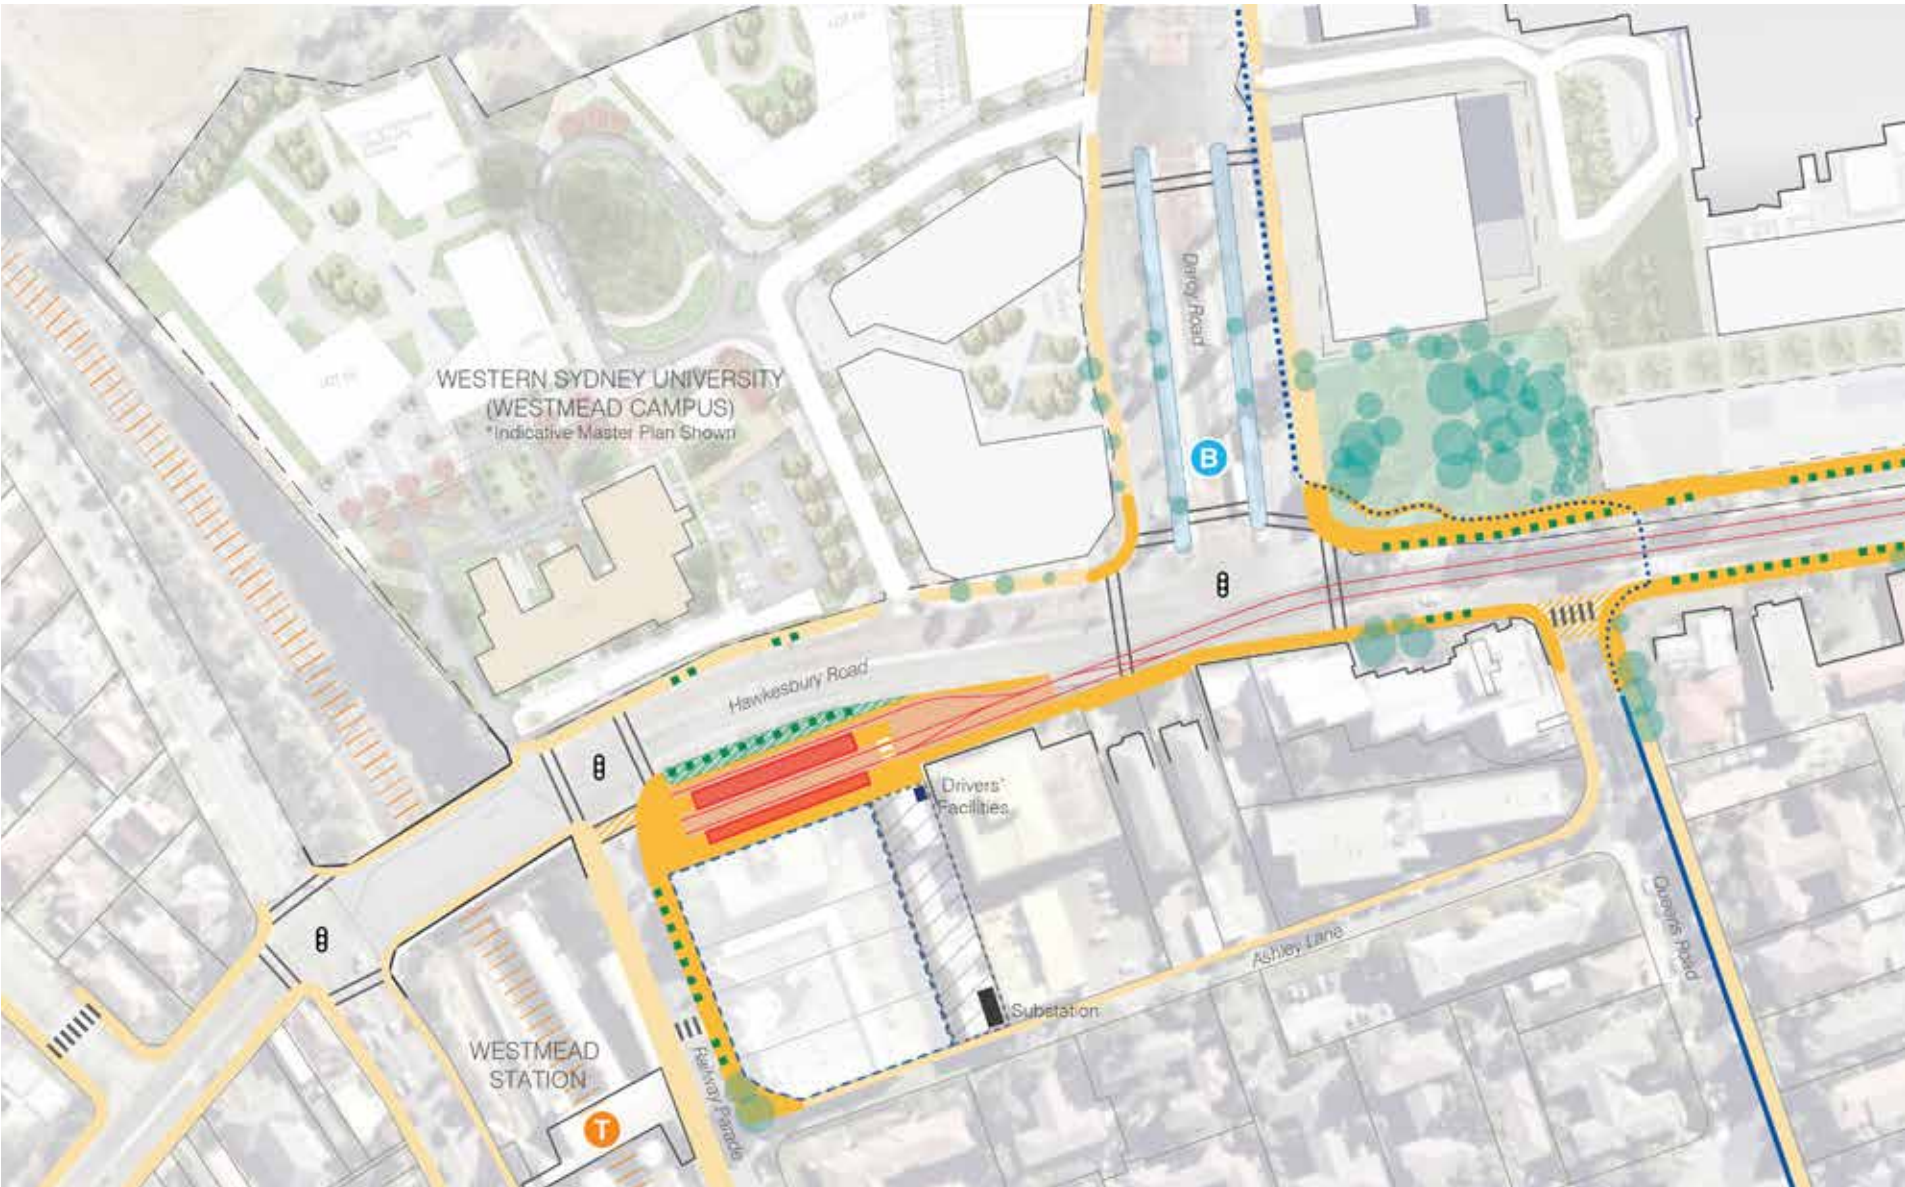 WESTERN SYDNEY UNIVERSITY
(WESTMEAD CAMPUS)
*Indicative Master Plan Shown
Darcy Road
B
Hawkesbury Road
Drivers'
Facilities
Ashley Lane
Queens Road
Substation
WESTMEAD
STATION
T
Railway Parade